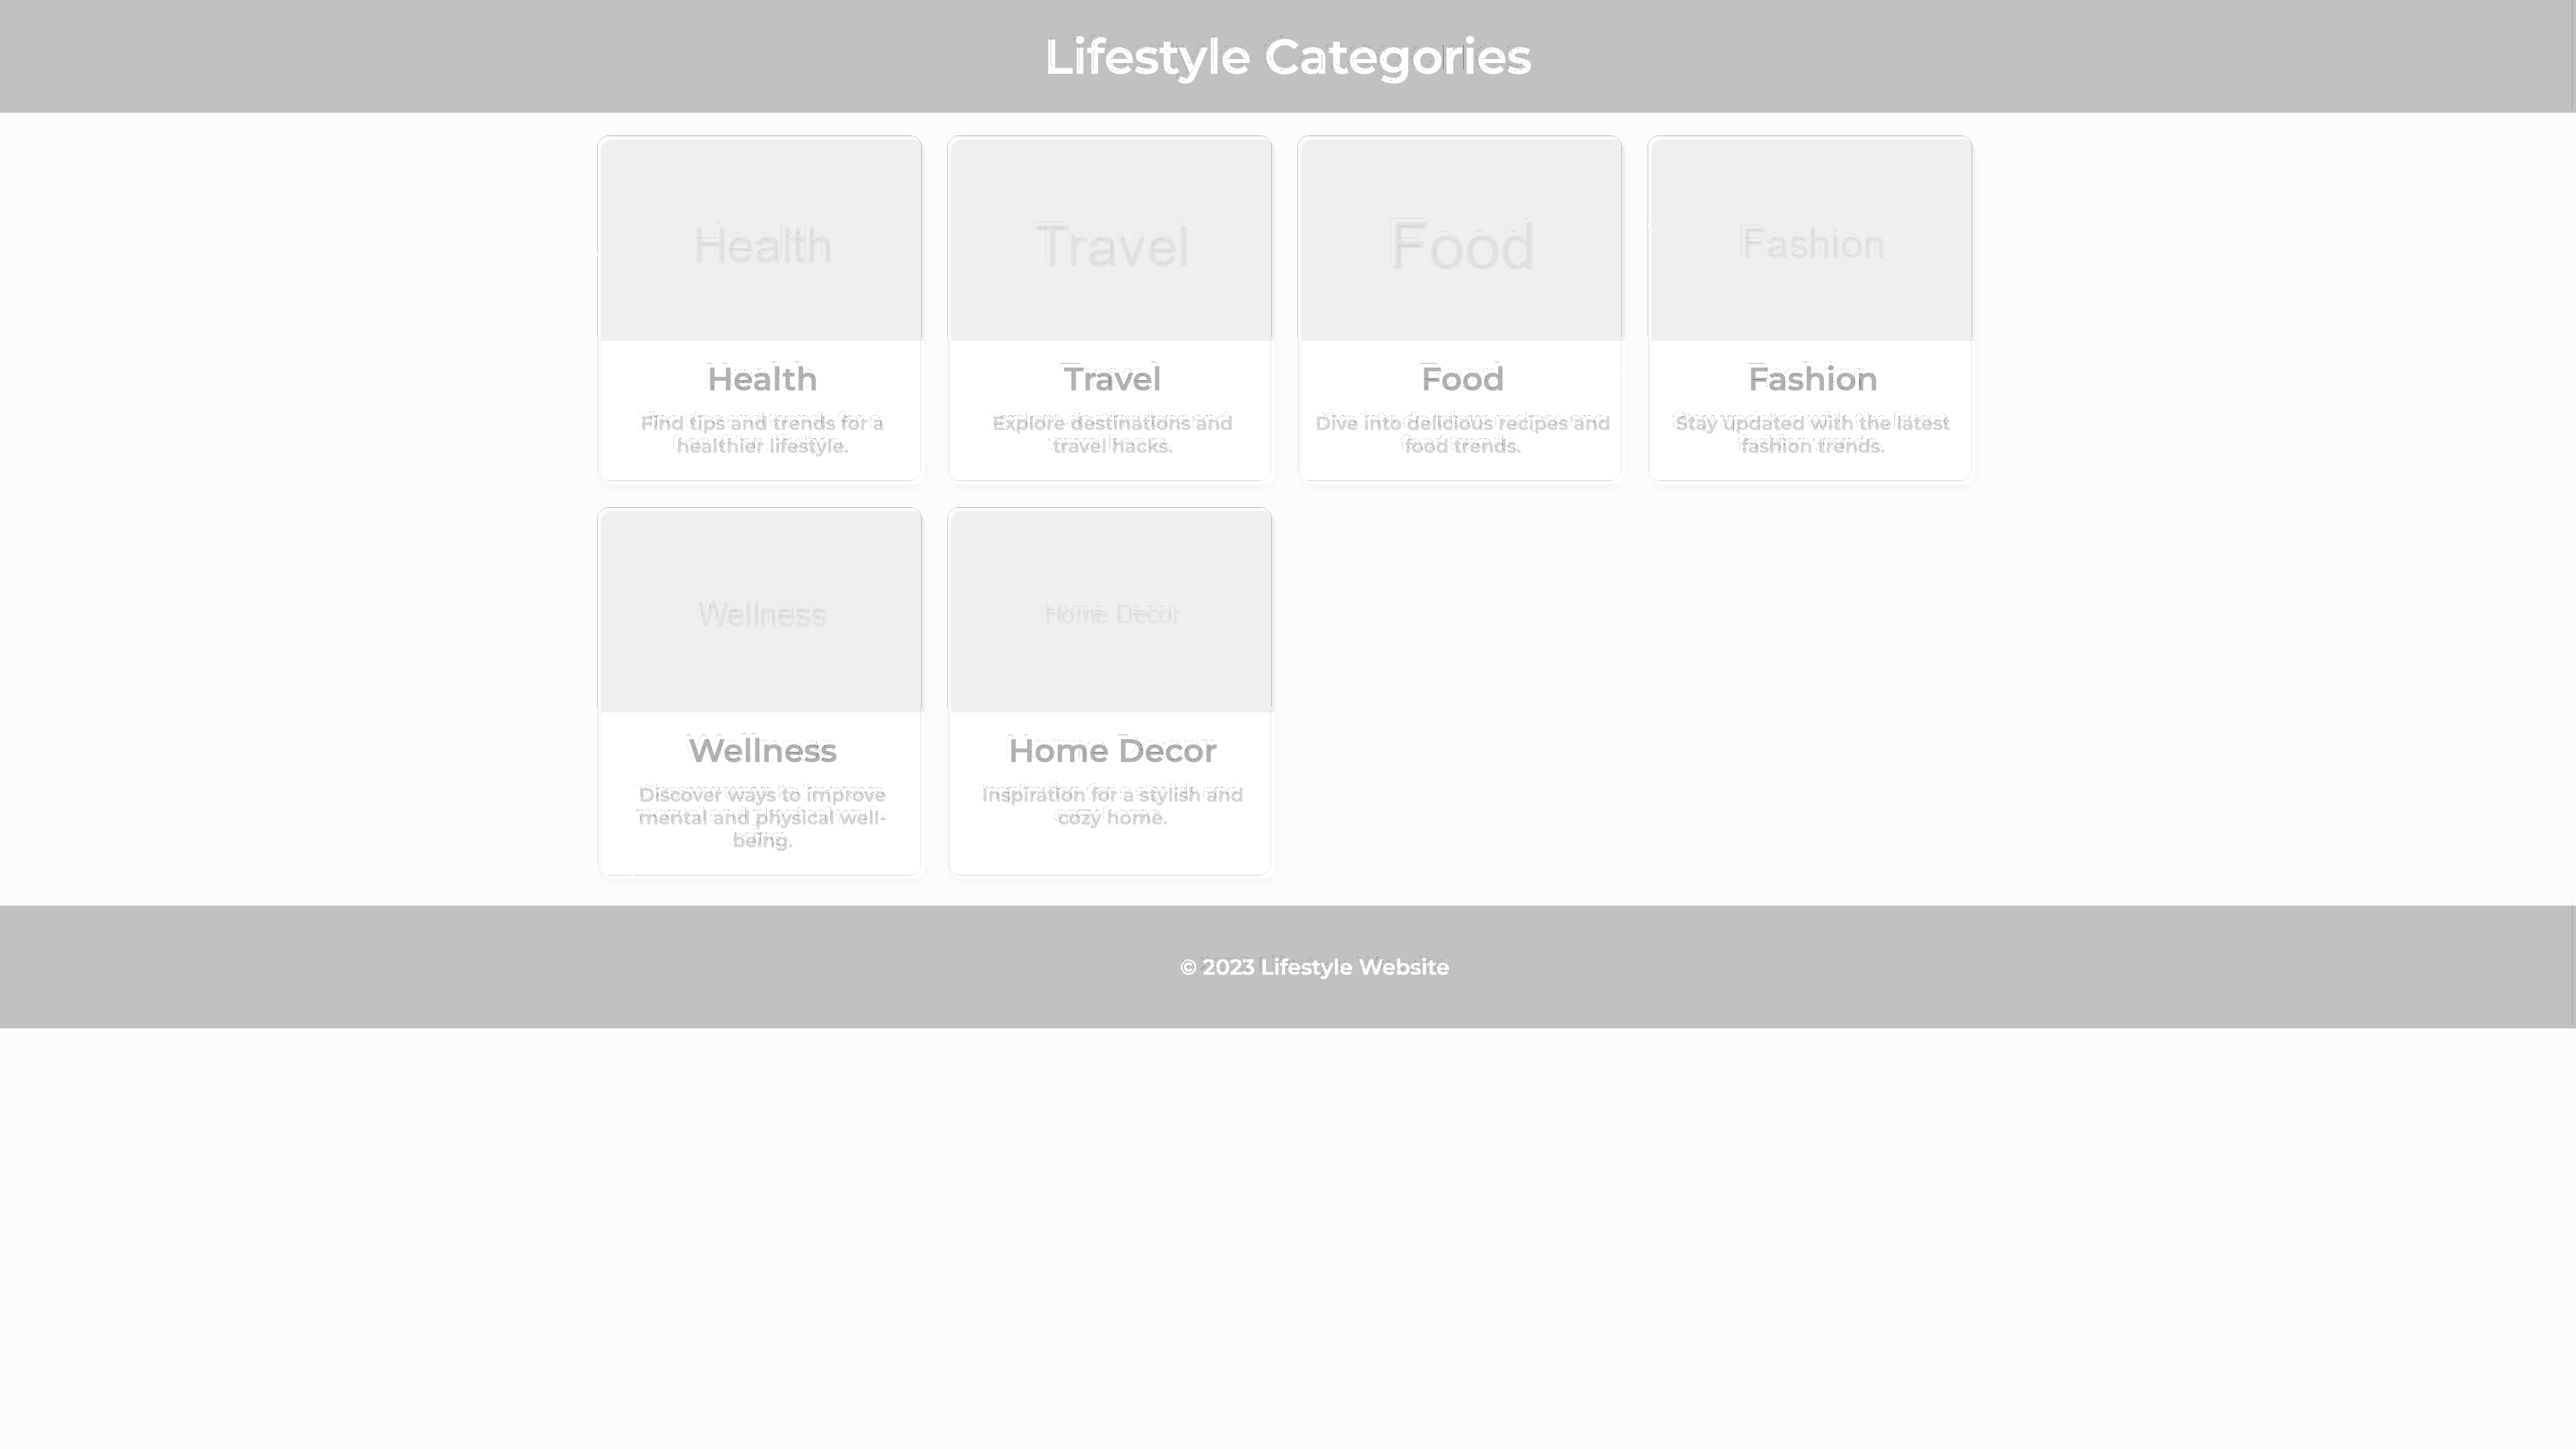 Lifestyle Categories
Health
Travel
Food
Fashion
Health
Travel
Food
Fashion
Find tips and trends for a
healthier lifestyle.
Explore destinations and
travel hacks.
Dive into delicious recipes and
food trends.
Stay updated with the latest
fashion trends.
Wellness
Home Decor
Wellness
Home Decor
Discover ways to improve
mental and physical well-
being.
Inspiration for a stylish and
cozy home.
© 2023 Lifestyle Website